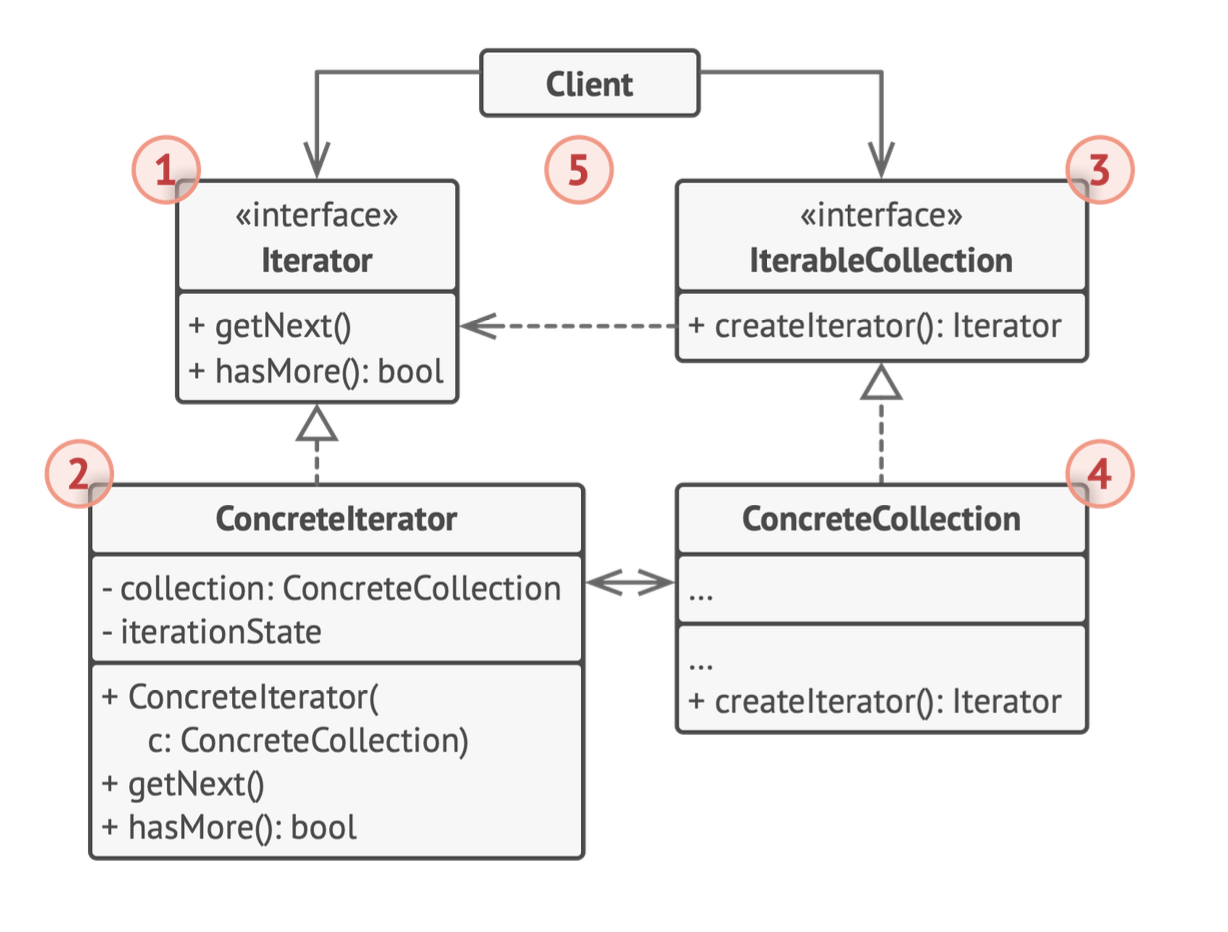 Client
1
5
3
«interface»
Iterator
+ getNext()
+ hasMore(): bool
«interface»
IterableCollection
+ createIterator(): Iterator
2
ConcreteIterator
- collection: ConcreteCollection
- iterationState
+ ConcreteIterator(
c: ConcreteCollection)
+ getNext()
+ hasMore(): bool
4
ConcreteCollection
...
...
+ createIterator(): Iterator